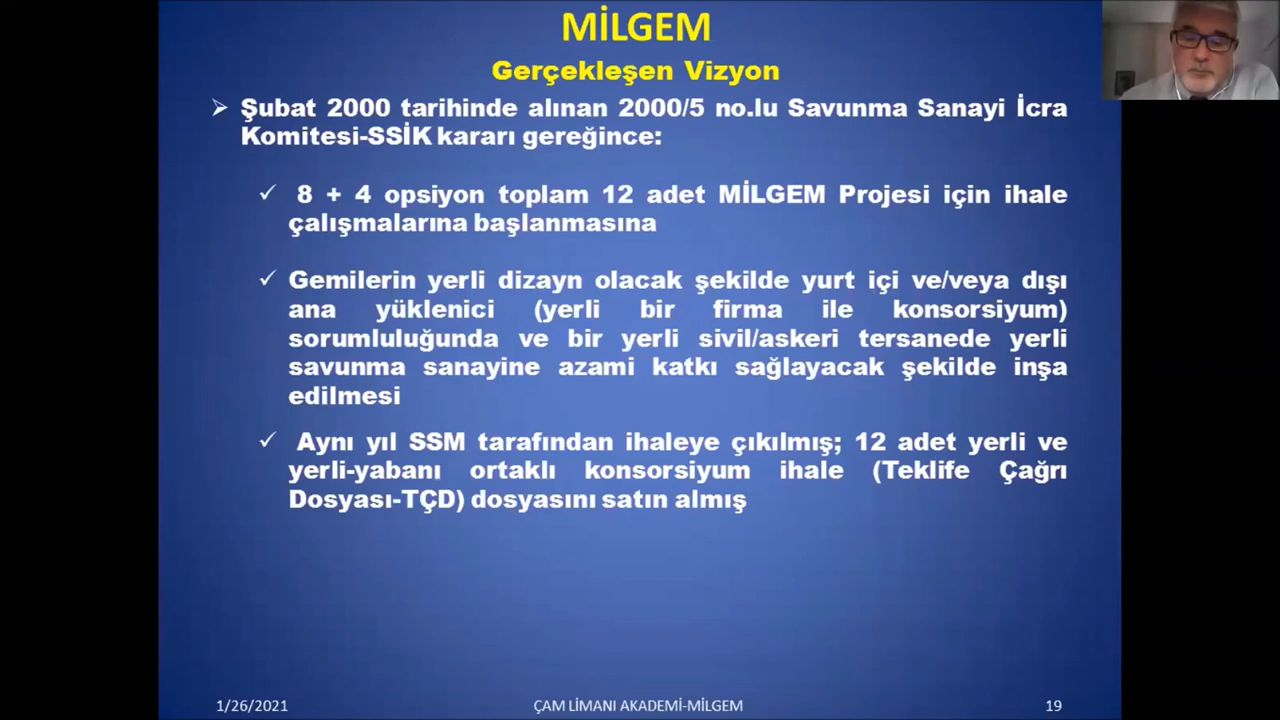 MİLGEM
Gerçekleşen Vizyon
➢ Şubat 2000 tarihinde alınan 2000/5 no.lu Savunma Sanayi İcra
Komitesi-SSİK kararı gereğince:
✓ 8 + 4 opsiyon toplam 12 adet MİLGEM Projesi için ihale
çalışmalarına başlanmasına
✓ Gemilerin yerli dizayn olacak şekilde yurt içi ve/veya dışı
ana yüklenici (yerli bir firma ile konsorsiyum)
sorumluluğunda ve bir yerli sivil/askeri tersanede yerli
savunma sanayine azami katkı sağlayacak şekilde inşa
edilmesi
✓ Aynı yıl SSM tarafından ihaleye çıkılmış; 12 adet yerli ve
yerli-yabanı ortaklı konsorsiyum ihale (Teklife Çağrı
Dosyası-TÇD) dosyasını satın almış
1/26/2021
ÇAM LİMANI AKADEMİ-MİLGEM
19